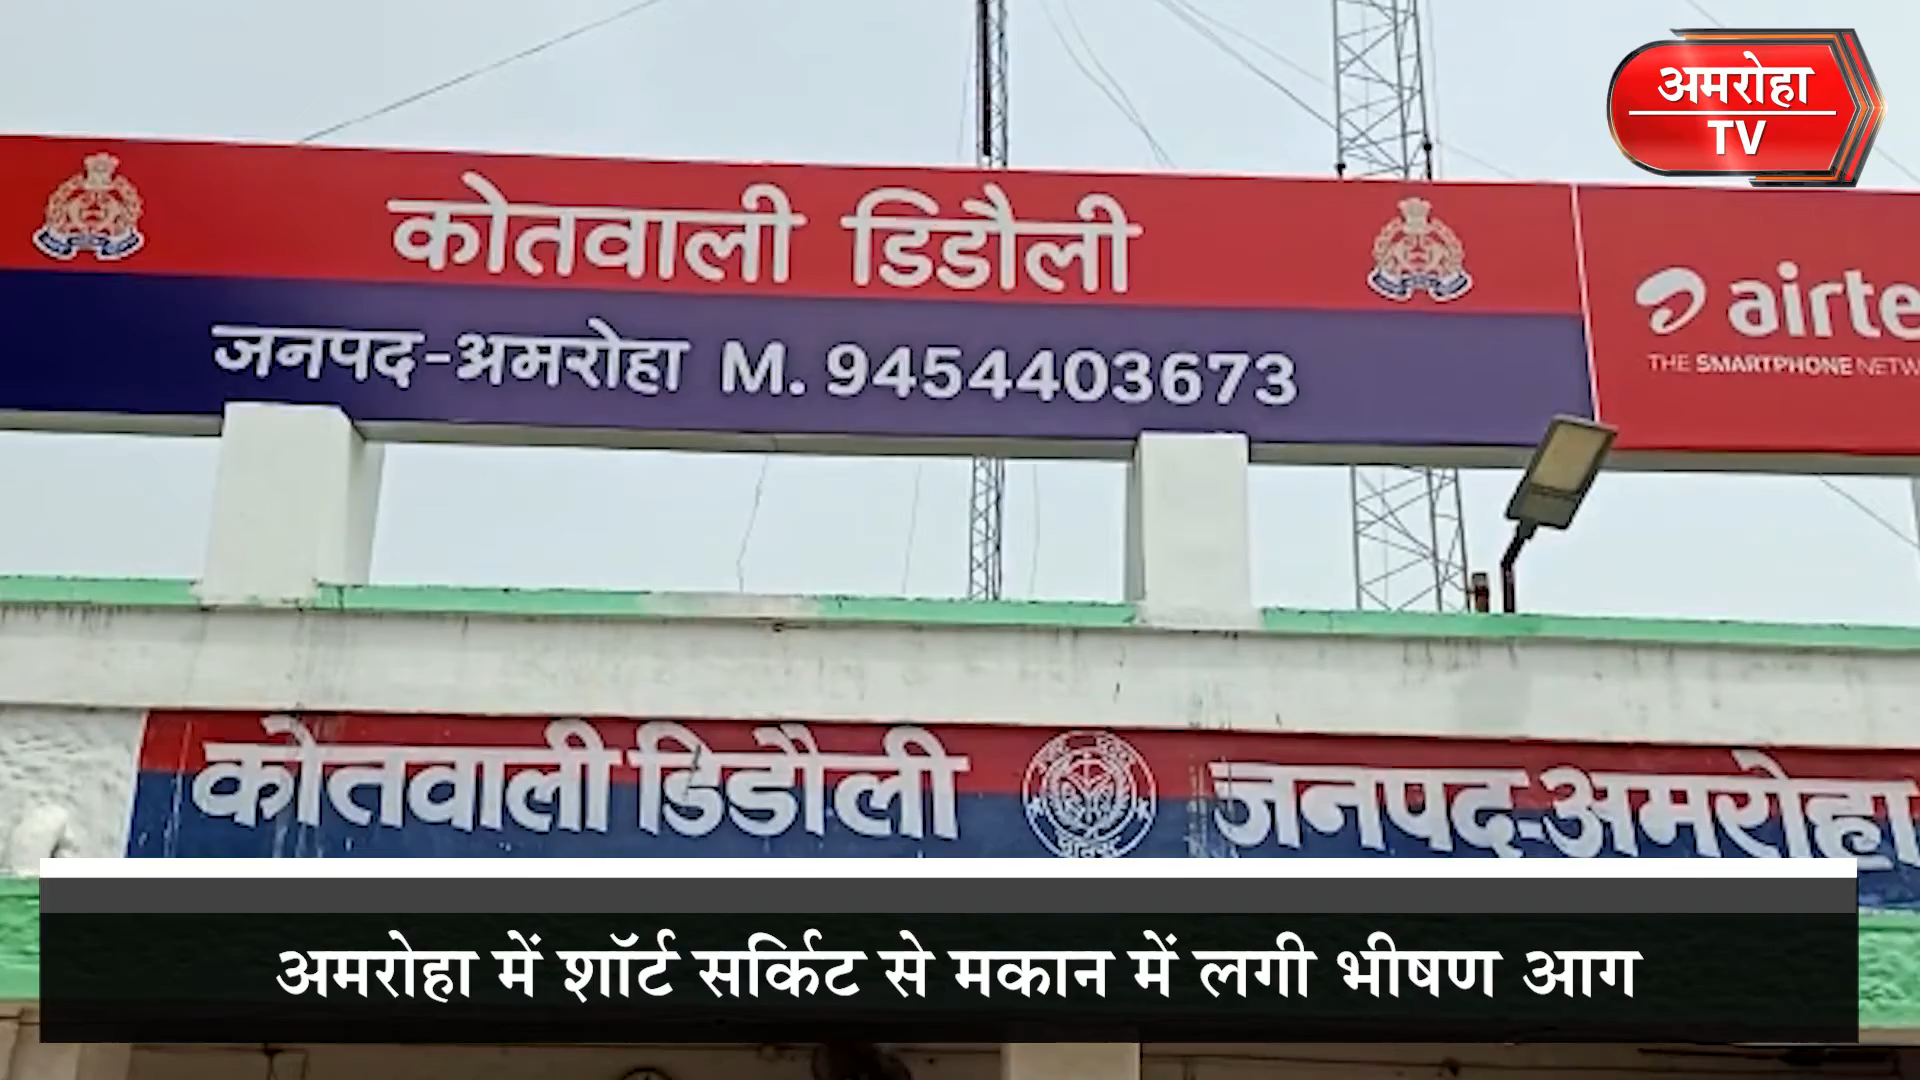 अमरोहा
TV
कोतवाली डिडौली
जनपद-अमरोहा M. 9454403673
airte
THE SMARTPHONE NETW
कोतवाली डिडौली
जनपद-अमरोहा
अमरोहा में शॉर्ट सर्किट से मकान में लगी भीषण आग